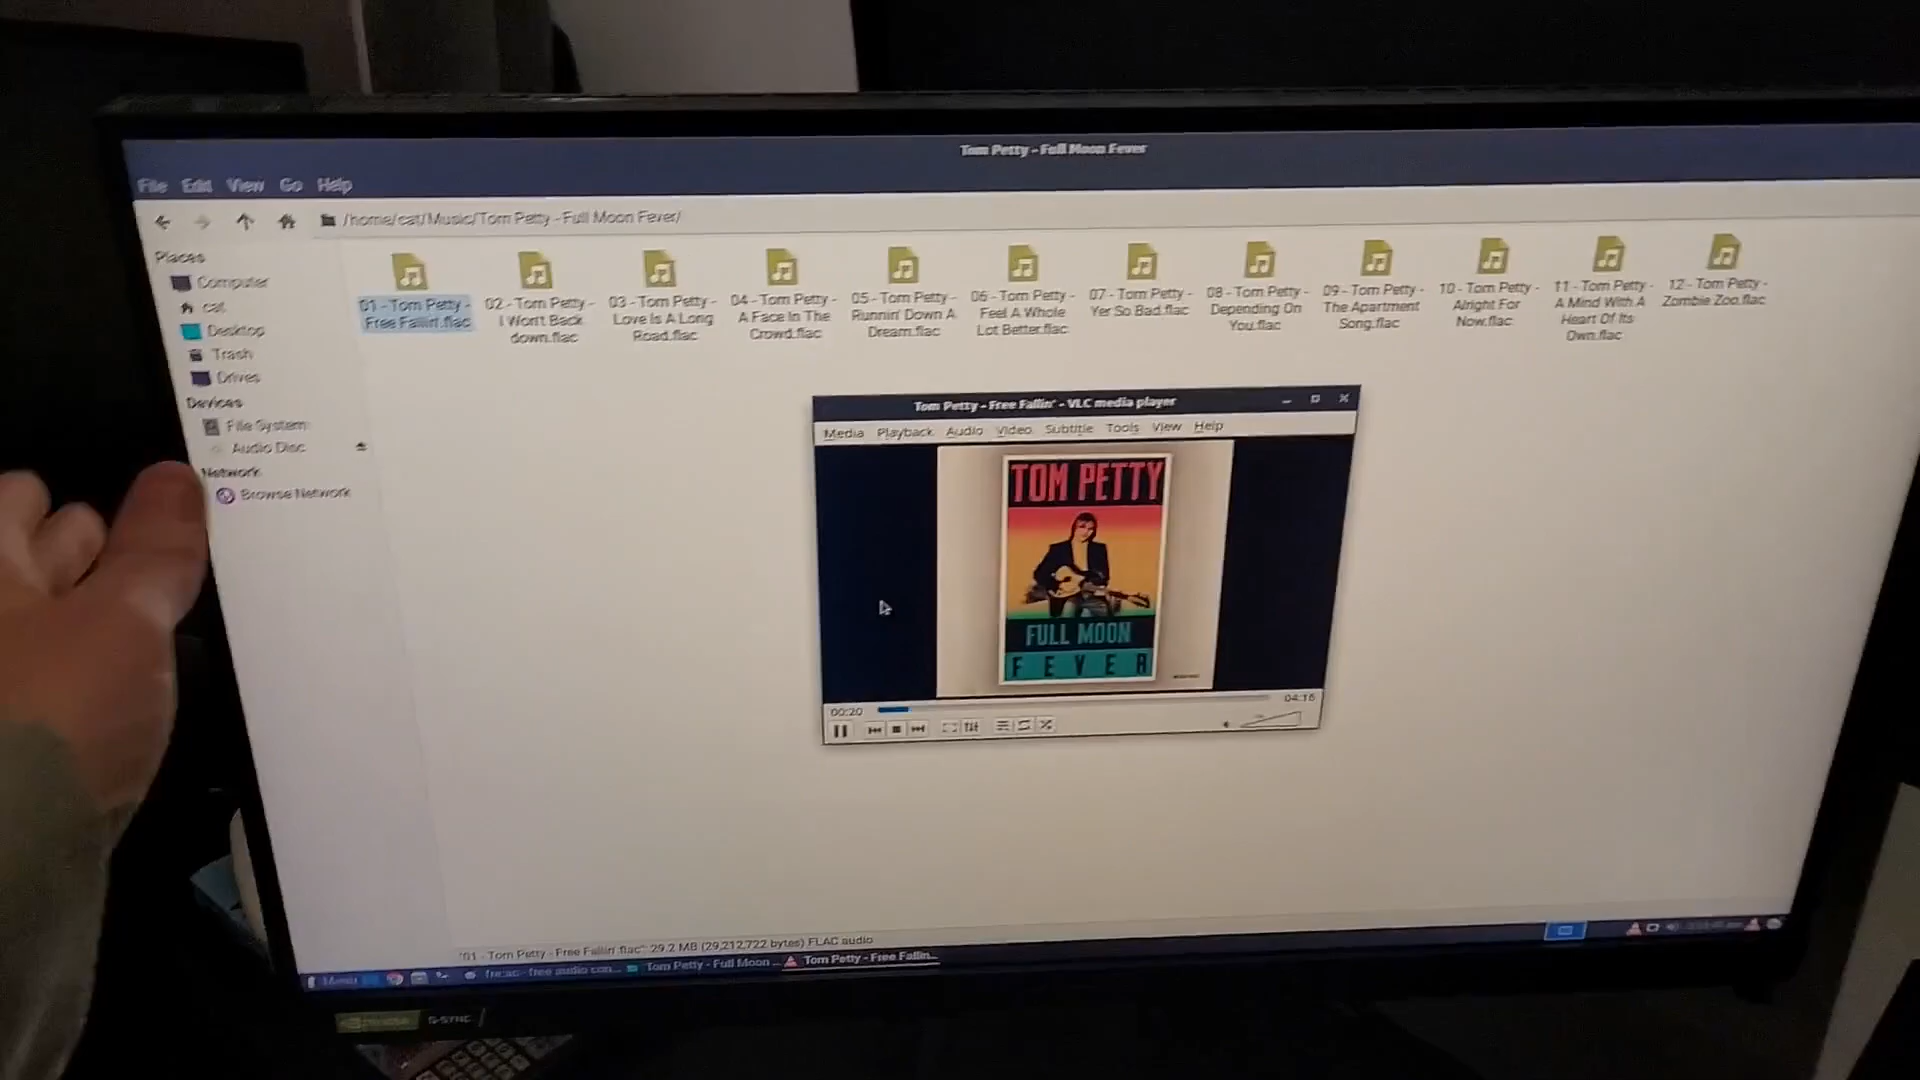 Tom Petty - Full Moon Fever
File Edit View Go Help
/home/cat/Music/Tom Petty - Full Moon Fever/
Places
Computer
cat
Desktop
Trash
Drives
Devices
File System
Audio Disc
Network
Browse Network
01 - Tom Petty -
Free Fallin'.flac
02 - Tom Petty -
I Won't Back
down.flac
03 - Tom Petty -
Love Is A Long
Road.flac
04 - Tom Petty -
A Face In The
Crowd.flac
05 - Tom Petty -
Runnin' Down A
Dream.flac
06 - Tom Petty -
Feel A Whole
Lot Better.flac
07 - Tom Petty -
Yer So Bad.flac
08 - Tom Petty -
Depending On
You.flac
09 - Tom Petty -
The Apartment
Song.flac
10 - Tom Petty -
Alright For
Now.flac
11 - Tom Petty -
A Mind With A
Heart Of Its
Own.flac
12 - Tom Petty -
Zombie Zoo.flac
Tom Petty - Free Fallin' - VLC media player
Media Playback Audio Video Subtitle Tools View Help
TOM PETTY
FULL MOON
FEVER
00:20
04:16
"01 - Tom Petty - Free Fallin'.flac" 29.2 MB (29,212,722 bytes) FLAC audio
Menu
fre:ac - free audio con...
Tom Petty - Full Moon ...
Tom Petty - Free Fallin...
NVIDIA G-SYNC